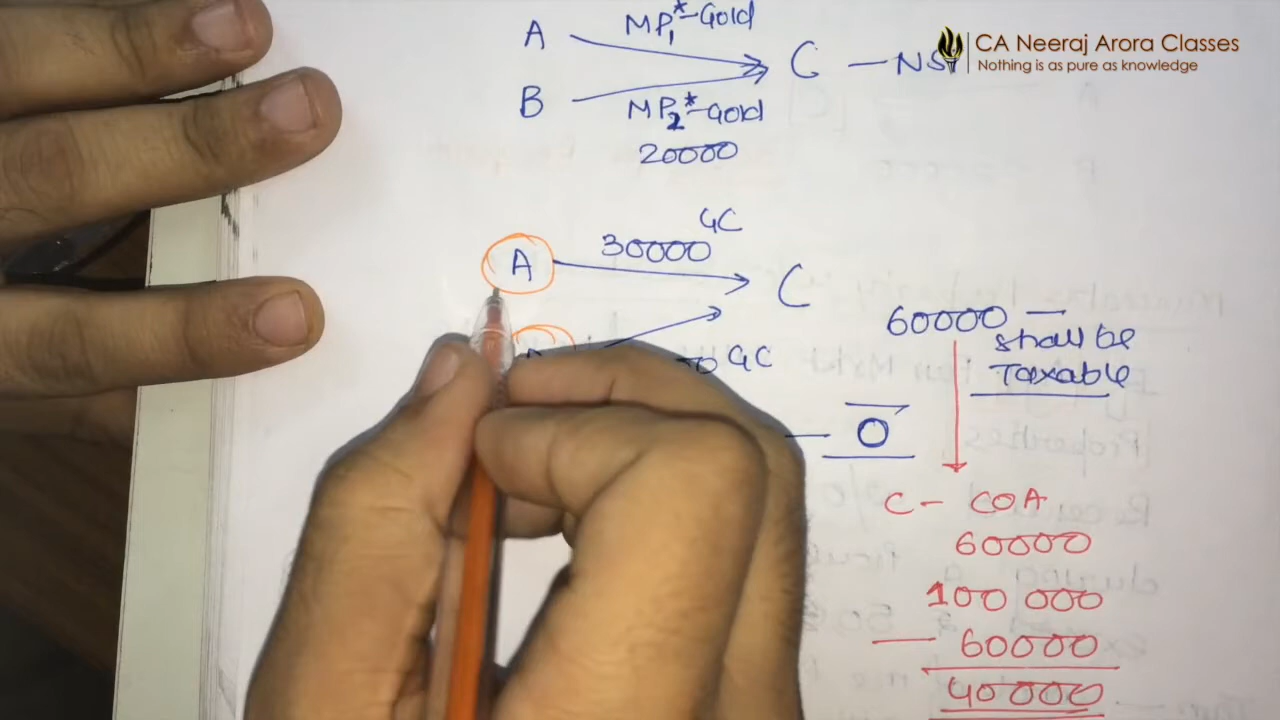 A MP1*-Gold
C - NS
B MP2*-Gold
20000
CA Neeraj Arora Classes
Nothing is as pure as knowledge
A 30000 GC C
GC
60000 —
shall be
Taxable
— 0
C - COA
60000
100 000
— 60000
40000